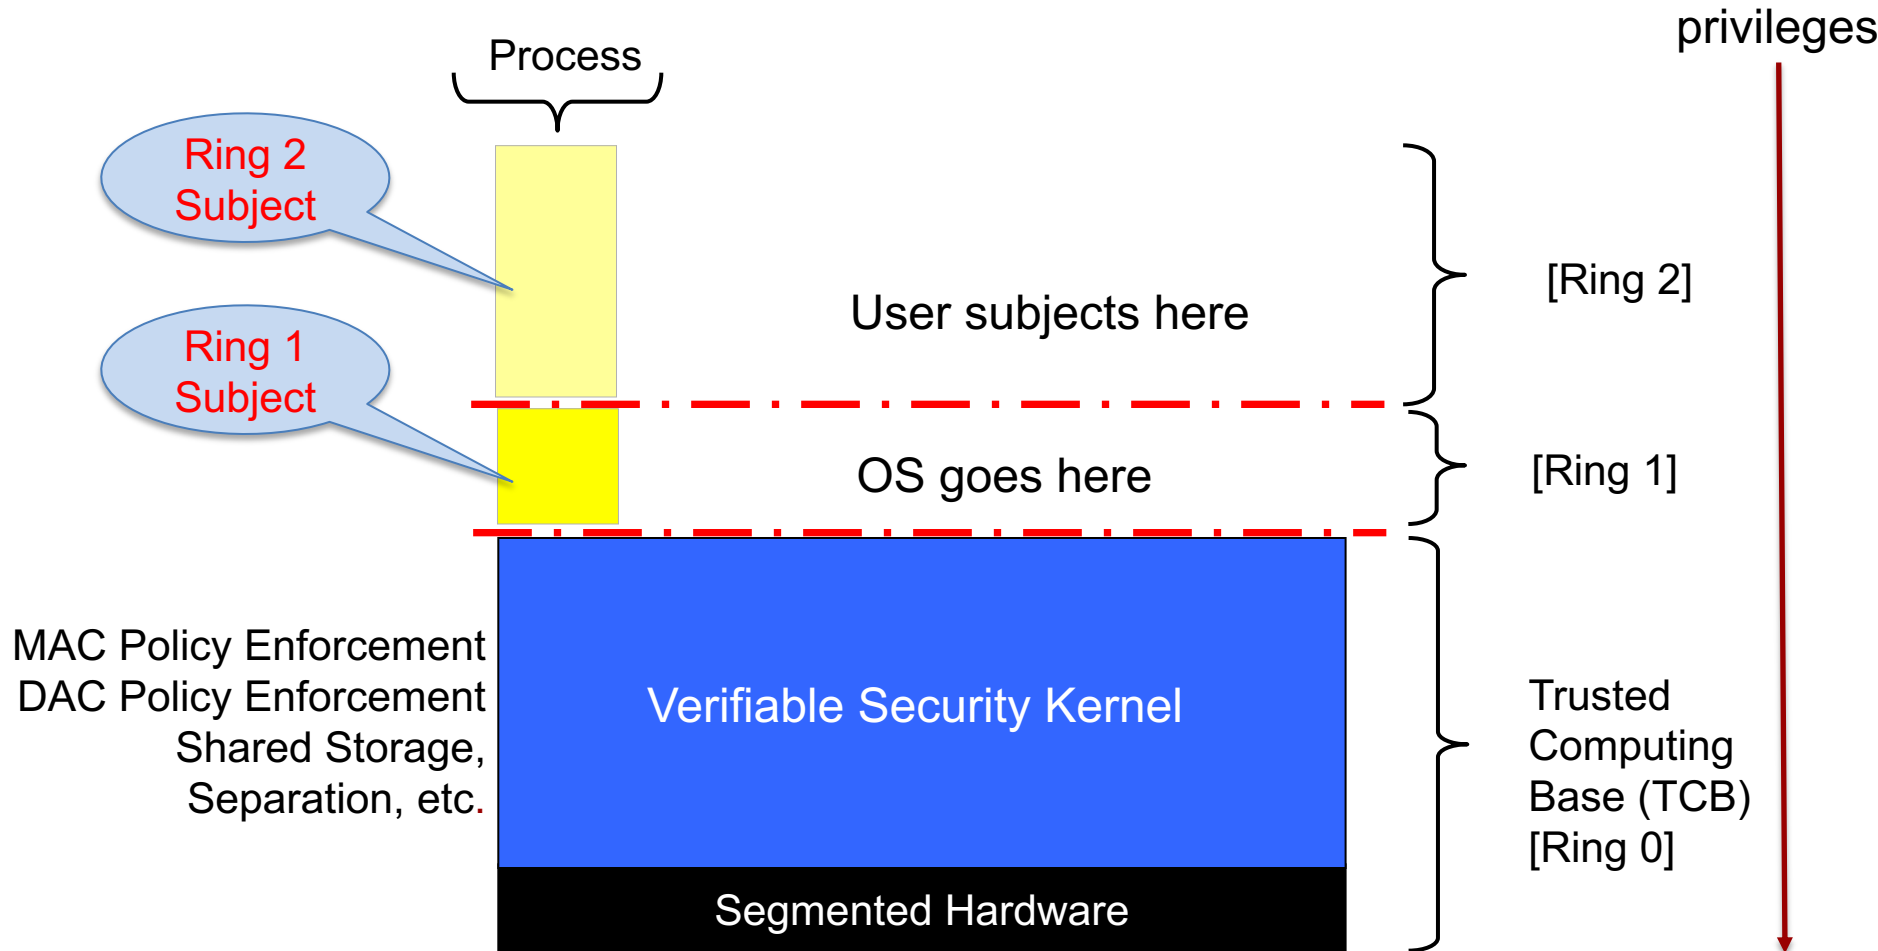 privileges
Process
Ring 2
Subject
[Ring 2]
User subjects here
Ring 1
Subject
OS goes here
[Ring 1]
MAC Policy Enforcement
DAC Policy Enforcement
Shared Storage,
Separation, etc.
Verifiable Security Kernel
Trusted
Computing
Base (TCB)
[Ring 0]
Segmented Hardware